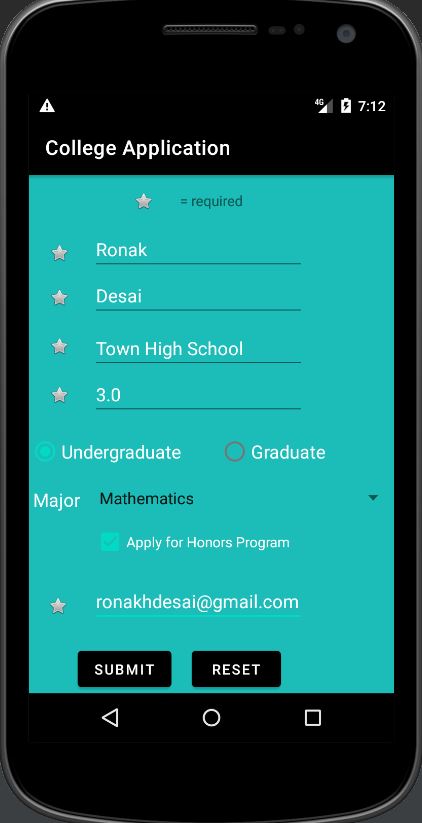 4G 7:12
College Application
= required
Ronak
Desai
Town High School
3.0
Undergraduate Graduate
Major Mathematics
Apply for Honors Program
ronakhdesai@gmail.com
SUBMIT RESET